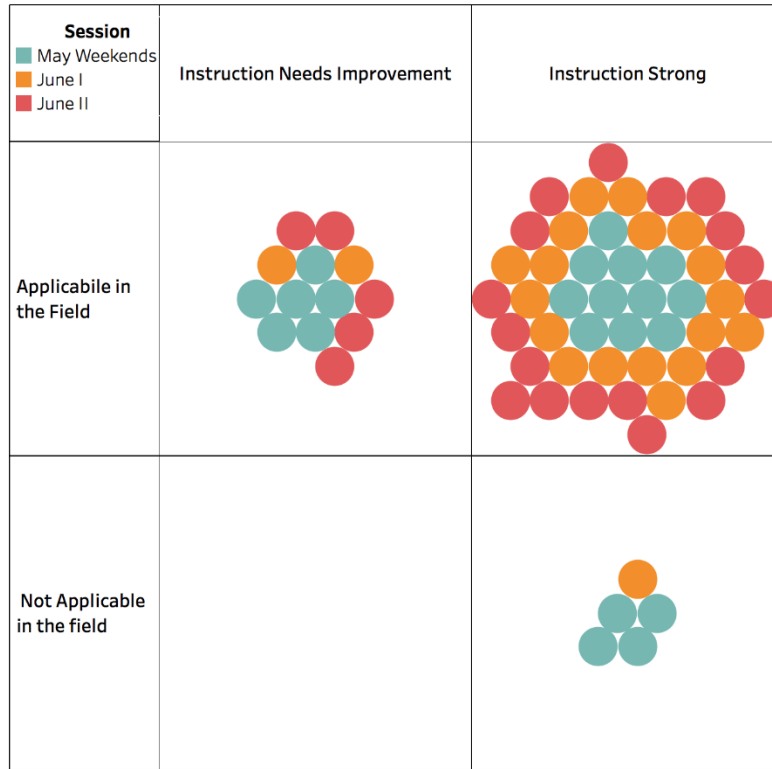 Session
May Weekends
June I
June II
Instruction Needs Improvement
Instruction Strong
Applicabile in
the Field
Not Applicable
in the field